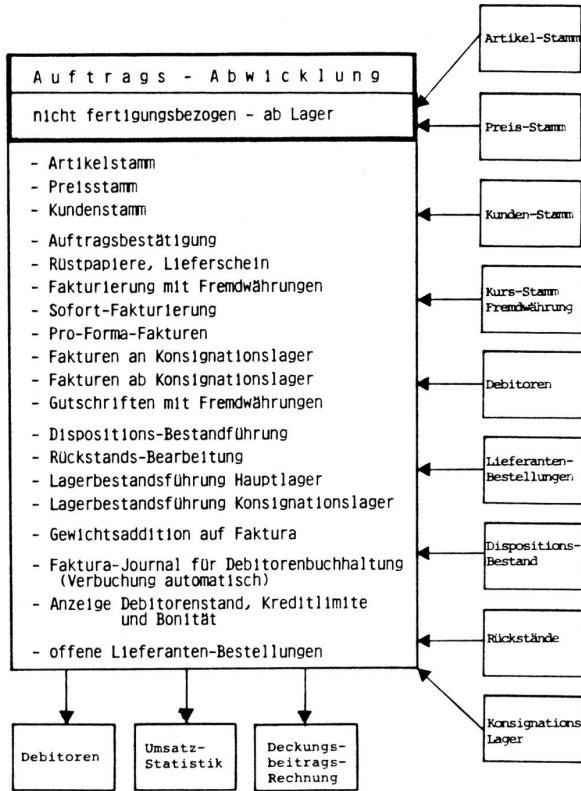 Auftrags - Abwicklung
nicht fertigungsbezogen - ab Lager
- Artikelstamm
- Preisstamm
- Kundenstamm
- Auftragsbestätigung
- Rüstpapiere, Lieferschein
- Fakturierung mit Fremdwährungen
- Sofort-Fakturierung
- Pro-Forma-Fakturen
- Fakturen an Konsignationslager
- Fakturen ab Konsignationslager
- Gutschriften mit Fremdwährungen
- Dispositions-Bestandführung
- Rückstands-Bearbeitung
- Lagerbestandsführung Hauptlager
- Lagerbestandsführung Konsignationslager
- Gewichtsaddition auf Faktura
- Faktura-Journal für Debitorenbuchhaltung
(Verbuchung automatisch)
- Anzeige Debitorenstand, Kreditlimite
und Bonität
- offene Lieferanten-Bestellungen
Artikel-Stamm
Preis-Stamm
Kunden-Stamm
Kurs-Stamm
Fremdwährung
Debitoren
Lieferanten-
Bestellungen
Dispositions-
Bestand
Rückstände
Konsignations
Lager
Debitoren
Umsatz-
Statistik
Deckungs-
beitrags-
Rechnung